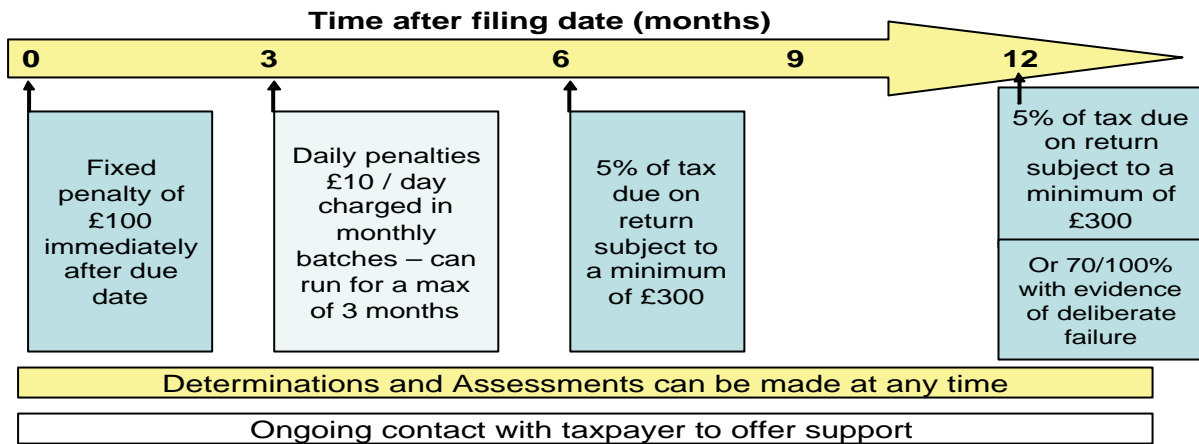 Time after filing date (months)
0 3 6 9 12
Fixed
penalty of
£100
immediately
after due
date
Daily penalties
£10 / day
charged in
monthly
batches – can
run for a max
of 3 months
5% of tax
due on
return
subject to
a minimum
of £300
5% of tax due
on return
subject to a
minimum of
£300
Or 70/100%
with evidence
of deliberate
failure
Determinations and Assessments can be made at any time
Ongoing contact with taxpayer to offer support